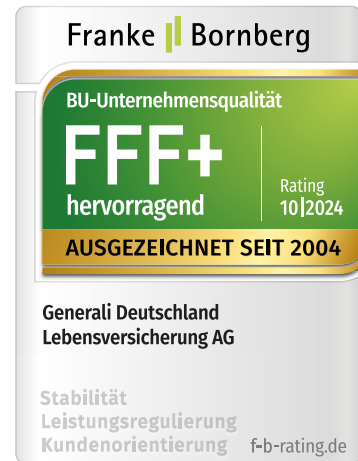 Franke Bornberg
BU-Unternehmensqualität
FFF+
hervorragend
Rating
10|2024
AUSGEZEICHNET SEIT 2004
Generali Deutschland
Lebensversicherung AG
Stabilität
Leistungsregulierung
Kundenorientierung
f-b-rating.de